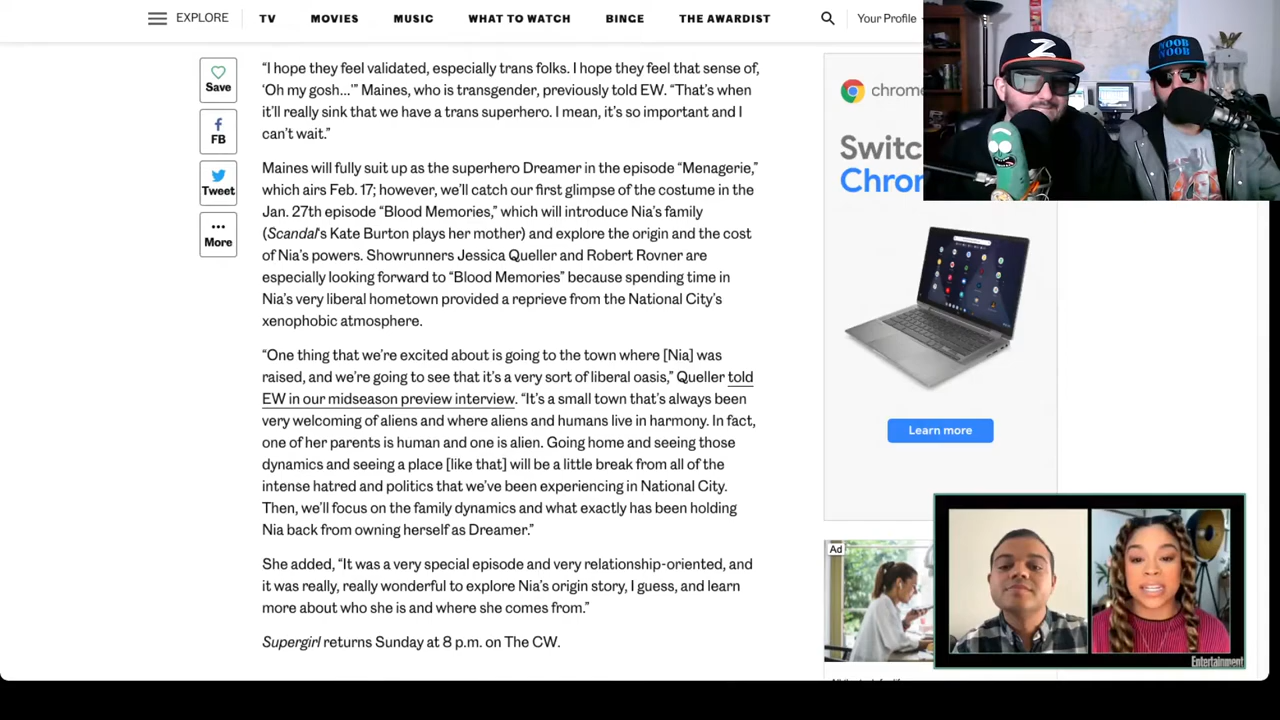 EXPLORE TV MOVIES MUSIC WHAT TO WATCH BINGE THE AWARDIST Your Profile
Save
FB
Tweet
More
“I hope they feel validated, especially trans folks. I hope they feel that sense of,
‘Oh my gosh…’” Maines, who is transgender, previously told EW. “That’s when
it’ll really sink that we have a trans superhero. I mean, it’s so important and I
can’t wait.”
Maines will fully suit up as the superhero Dreamer in the episode “Menagerie,”
which airs Feb. 17; however, we’ll catch our first glimpse of the costume in the
Jan. 27th episode “Blood Memories,” which will introduce Nia’s family
(Scandal‘s Kate Burton plays her mother) and explore the origin and the cost
of Nia’s powers. Showrunners Jessica Queller and Robert Rovner are
especially looking forward to “Blood Memories” because spending time in
Nia’s very liberal hometown provided a reprieve from the National City’s
xenophobic atmosphere.
“One thing that we’re excited about is going to the town where [Nia] was
raised, and we’re going to see that it’s a very sort of liberal oasis,” Queller told
EW in our midseason preview interview. “It’s a small town that’s always been
very welcoming of aliens and where aliens and humans live in harmony. In fact,
one of her parents is human and one is alien. Going home and seeing those
dynamics and seeing a place [like that] will be a little break from all of the
intense hatred and politics that we’ve been experiencing in National City.
Then, we’ll focus on the family dynamics and what exactly has been holding
Nia back from owning herself as Dreamer.”
She added, “It was a very special episode and very relationship-oriented, and
it was really, really wonderful to explore Nia’s origin story, I guess, and learn
more about who she is and where she comes from.”
Supergirl returns Sunday at 8 p.m. on The CW.
chrome
Switc
Chron
Learn more
Ad
Z
NOOB
NOOB
Entertainment